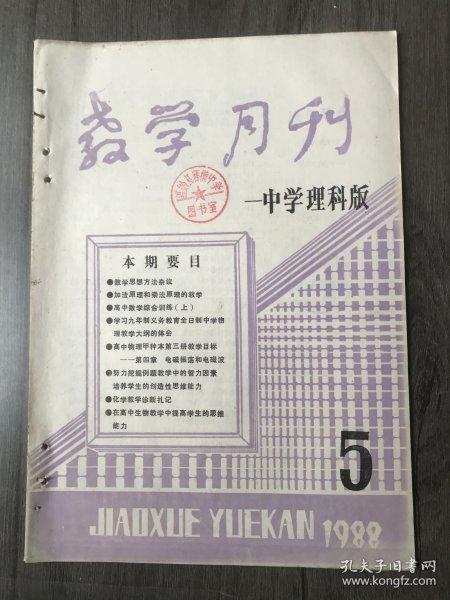 教学月刊
—中学理科版
图书室
本期要目
●数学思想方法杂议
●加法原理和乘法原理的教学
●高中数学综合训练（上）
●学习九年制义务教育全日制中学物
理教学大纲的体会
●高中物理甲种本第三册教学目标
——第四章 电磁振荡和电磁波
●努力挖掘例题教学中的智力因素
培养学生的创造性思维能力
●化学教学诊断扎记
●在高中生物教学中提高学生的思维
能力
5
JIAOXUE YUEKAN 1988
孔夫子旧书网
www.kongfz.com